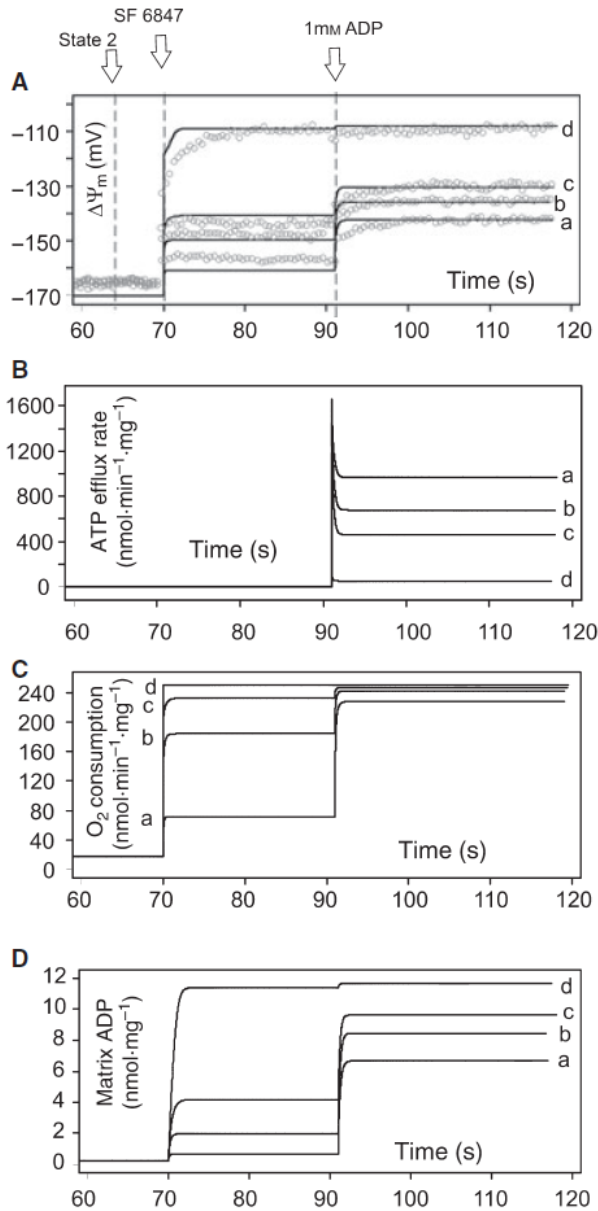 SF 6847
State 2
1mM ADP
A
ΔΨm (mV)
−110
−130
−150
−170
d
c
b
a
Time (s)
60 70 80 90 100 110 120
B
ATP efflux rate
(nmol·min−1·mg−1)
1600
1200
800
400
0
a
b
c
d
Time (s)
60 70 80 90 100 110 120
C
O2 consumption
(nmol·min−1·mg−1)
240
200
160
120
80
40
0
d
c
b
a
Time (s)
60 70 80 90 100 110 120
D
Matrix ADP
(nmol·mg−1)
12
10
8
6
4
2
0
d
c
b
a
Time (s)
60 70 80 90 100 110 120